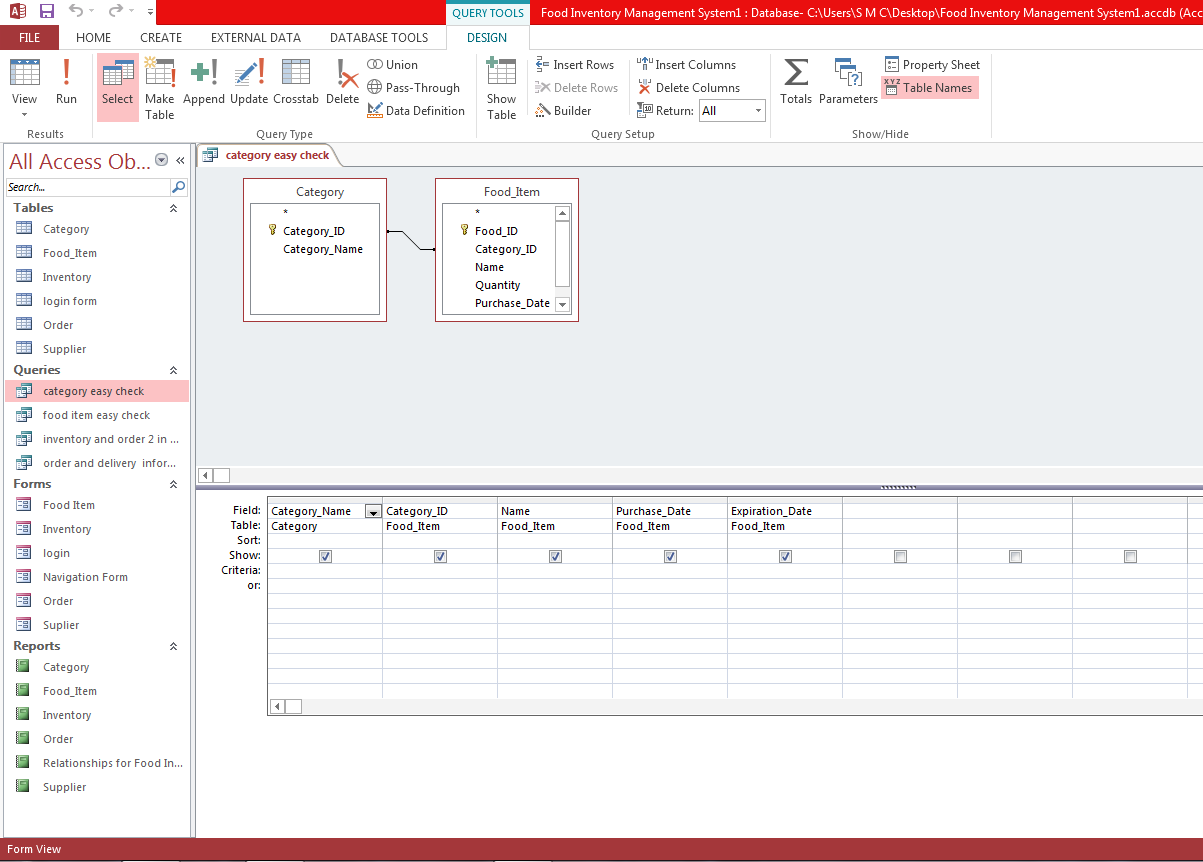 QUERY TOOLS
Food Inventory Management System1 : Database- C:\Users\S M C\Desktop\Food Inventory Management System1.accdb (Acc
FILE HOME CREATE EXTERNAL DATA DATABASE TOOLS DESIGN
View
Run
Results
Select
Make Table
Append
Update
Crosstab
Delete
Union
Pass-Through
Data Definition
Query Type
Show Table
Insert Rows
Delete Rows
Builder
Insert Columns
Delete Columns
Return: All
Query Setup
Totals
Parameters
Property Sheet
XYZ
Table Names
Show/Hide
All Access Ob...
Search...
Tables
Category
Food_Item
Inventory
login form
Order
Supplier
Queries
category easy check
food item easy check
inventory and order 2 in ...
order and delivery infor...
Forms
Food Item
Inventory
login
Navigation Form
Order
Suplier
Reports
Category
Food_Item
Inventory
Order
Relationships for Food In...
Supplier
category easy check
Category
*
Category_ID
Category_Name
Food_Item
*
Food_ID
Category_ID
Name
Quantity
Purchase_Date
Field: Category_Name Category_ID Name Purchase_Date Expiration_Date
Table: Category Food_Item Food_Item Food_Item Food_Item
Sort:
Show:
Criteria:
or:
Form View